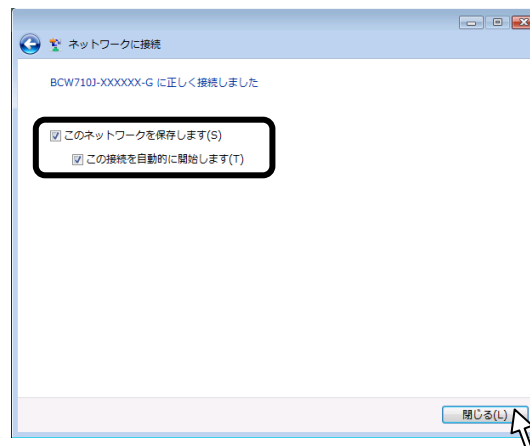 ネットワークに接続
BCW710J-XXXXXX-G に正しく接続しました
このネットワークを保存します(S)
この接続を自動的に開始します(T)
閉じる(L)